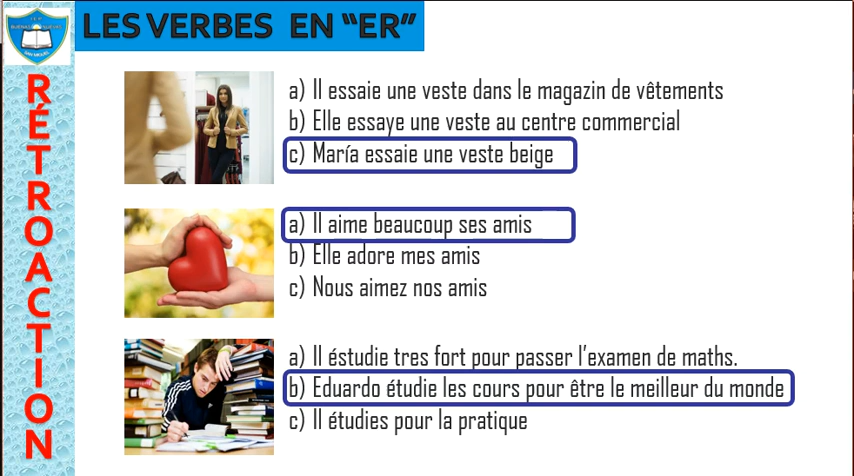 LES VERBES EN “ER”
RÉTROACTION
a) Il essaie une veste dans le magazin de vêtements
b) Elle essaye une veste au centre commercial
c) María essaie une veste beige
a) Il aime beaucoup ses amis
b) Elle adore mes amis
c) Nous aimez nos amis
a) Il éstudie tres fort pour passer l’examen de maths.
b) Eduardo étudie les cours pour être le meilleur du monde
c) Il étudies pour la pratique